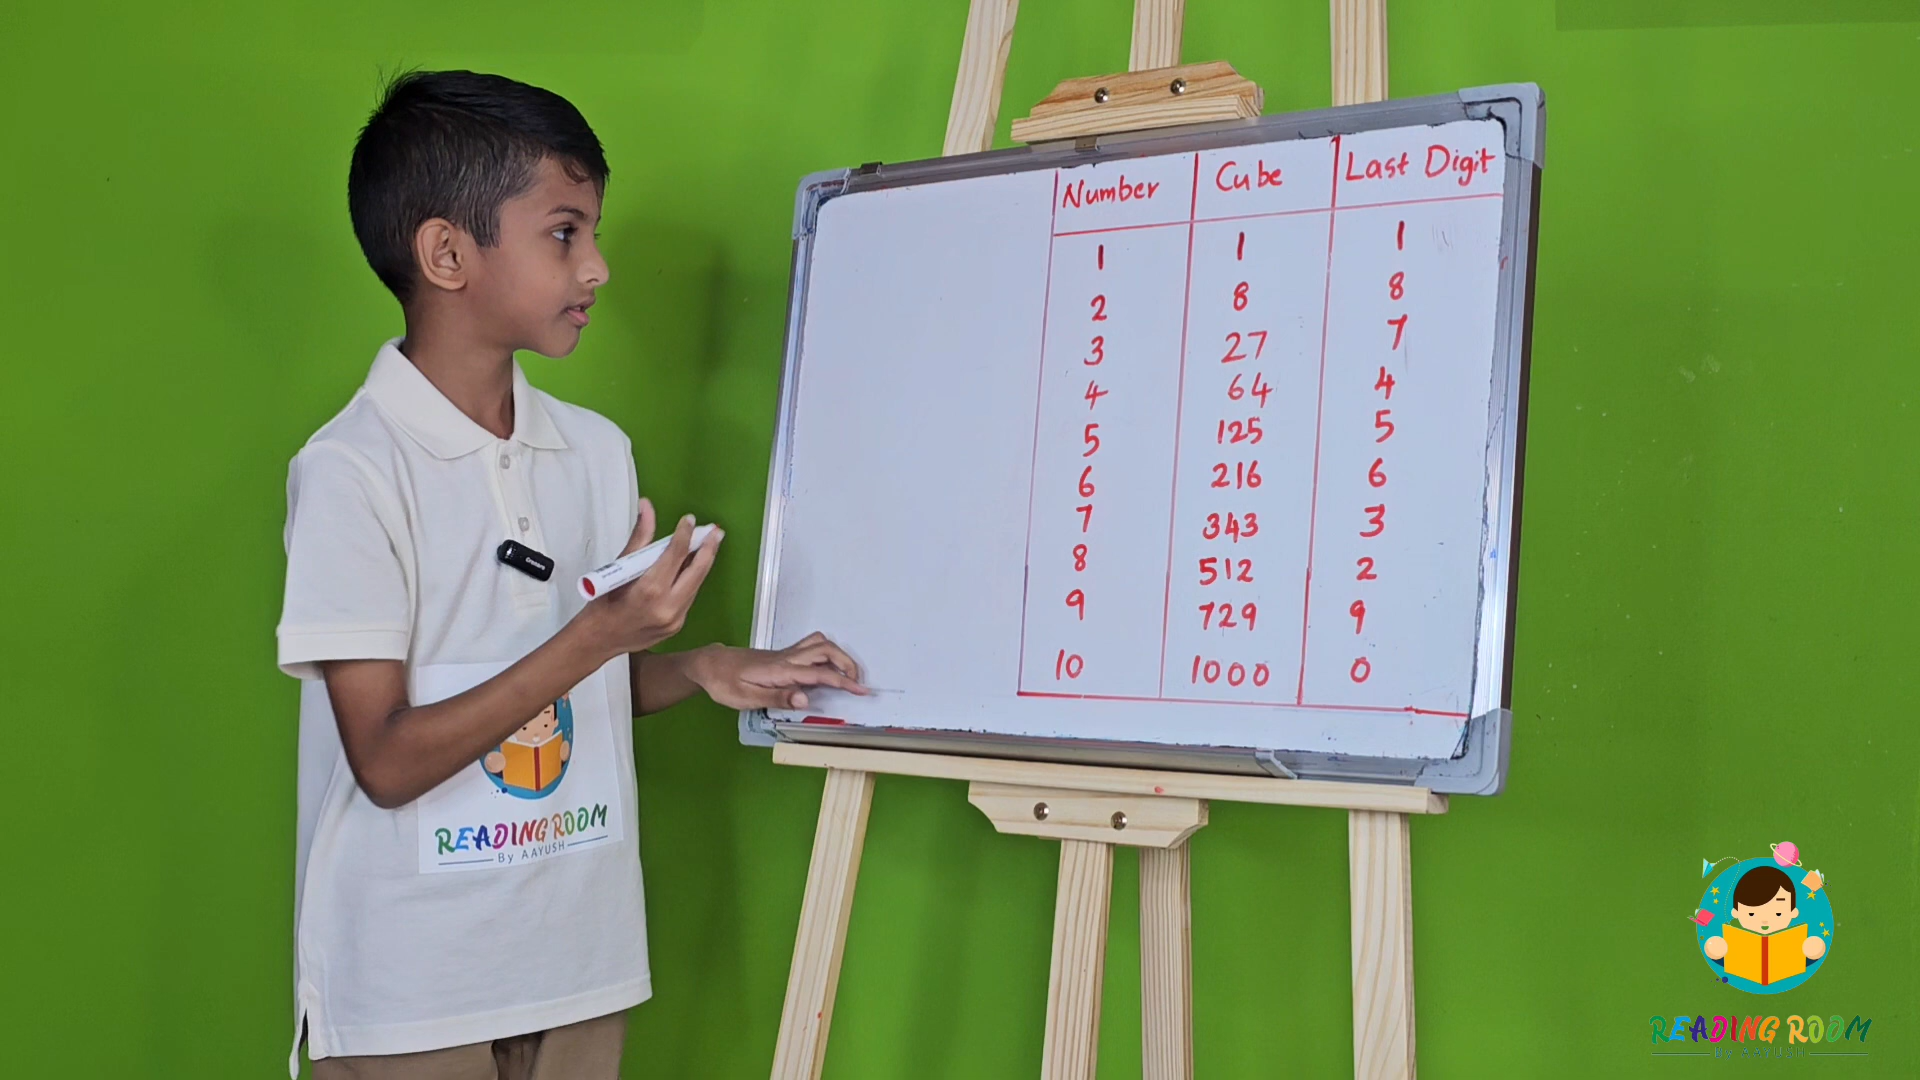 Number Cube Last Digit
1 1 1
2 8 8
3 27 7
4 64 4
5 125 5
6 216 6
7 343 3
8 512 2
9 729 9
10 1000 0
READING ROOM
By AAYUSH
READING ROOM
By AAYUSH